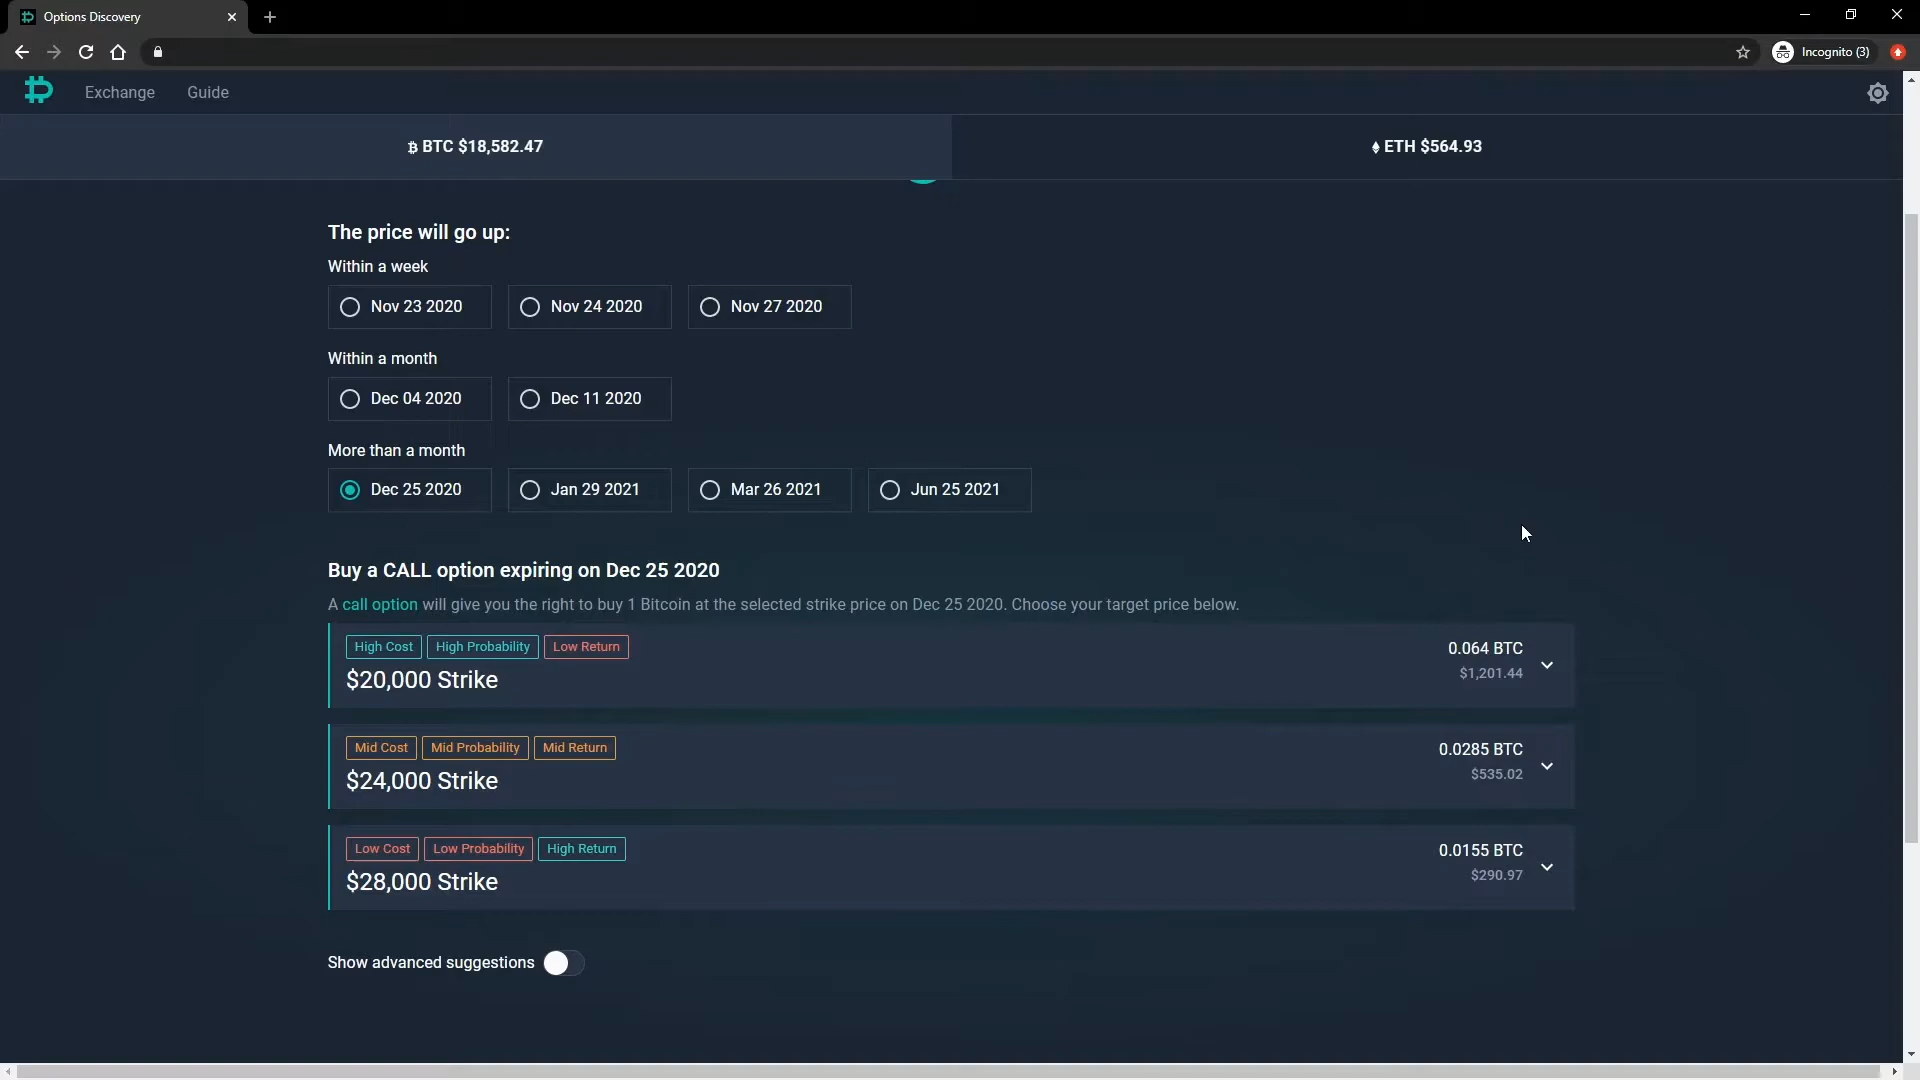 Options Discovery
Incognito (3)
Exchange
Guide
BTC $18,582.47
ETH $564.93
The price will go up:
Within a week
Nov 23 2020
Nov 24 2020
Nov 27 2020
Within a month
Dec 04 2020
Dec 11 2020
More than a month
Dec 25 2020
Jan 29 2021
Mar 26 2021
Jun 25 2021
Buy a CALL option expiring on Dec 25 2020
A call option will give you the right to buy 1 Bitcoin at the selected strike price on Dec 25 2020. Choose your target price below.
High Cost
High Probability
Low Return
0.064 BTC
$20,000 Strike
$1,201.44
Mid Cost
Mid Probability
Mid Return
0.0285 BTC
$24,000 Strike
$535.02
Low Cost
Low Probability
High Return
0.0155 BTC
$28,000 Strike
$290.97
Show advanced suggestions